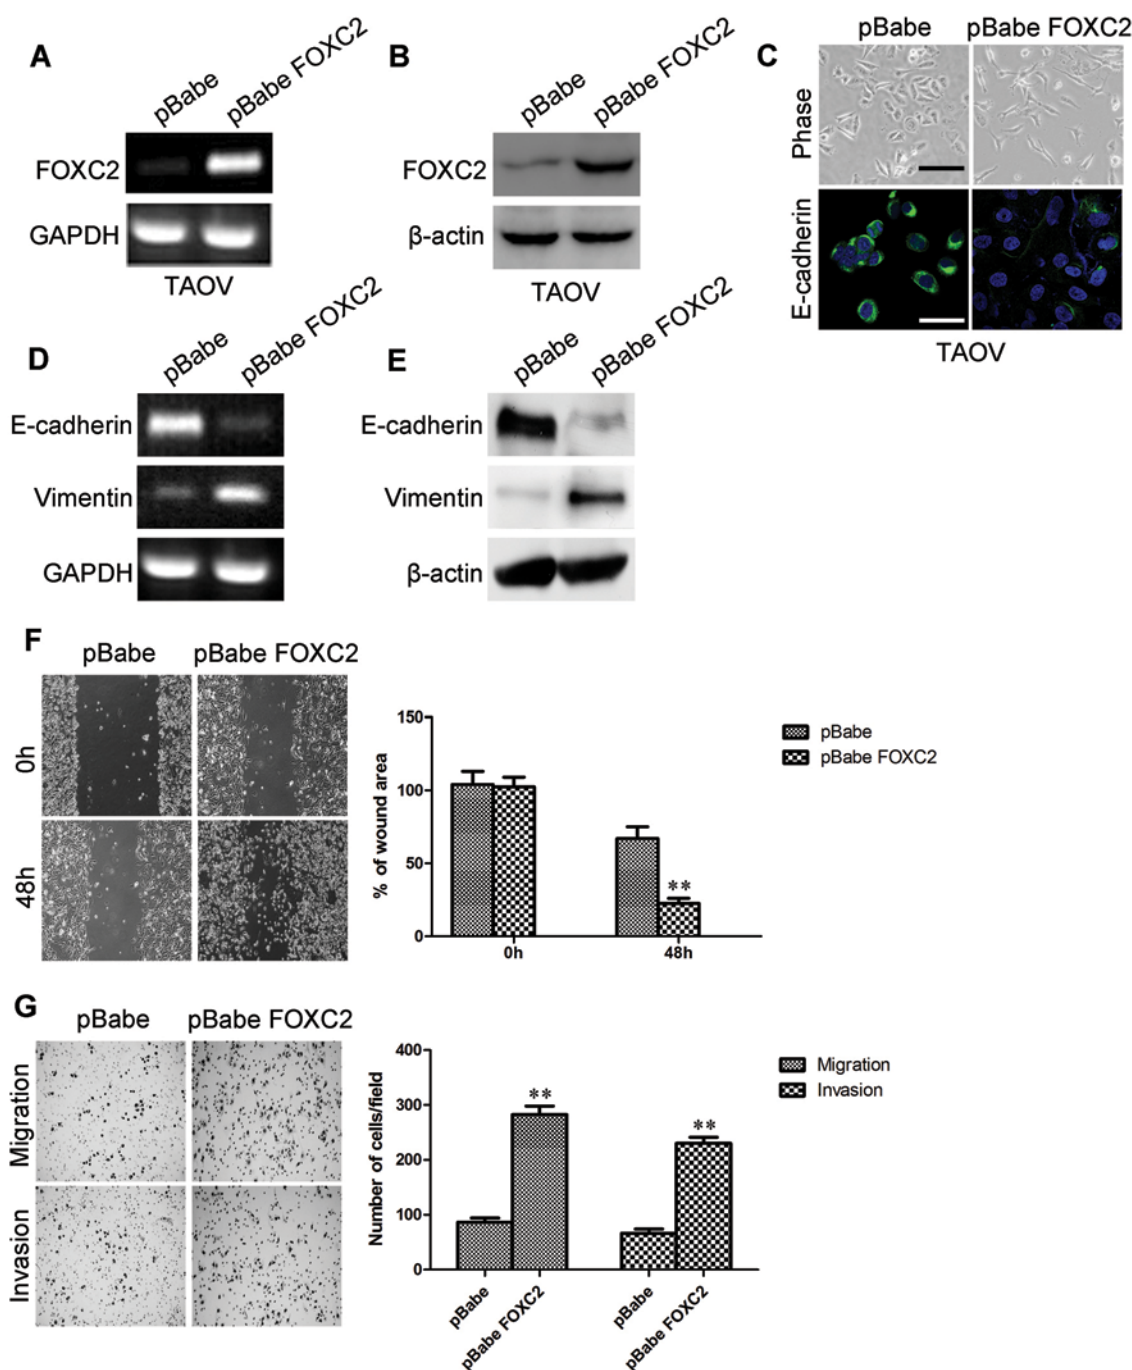 A
pBabe
pBabe FOXC2
FOXC2
GAPDH
TAOV
B
pBabe
pBabe FOXC2
FOXC2
β-actin
TAOV
C
pBabe
pBabe FOXC2
Phase
E-cadherin
TAOV
D
pBabe
pBabe FOXC2
E-cadherin
Vimentin
GAPDH
E
pBabe
pBabe FOXC2
E-cadherin
Vimentin
β-actin
F
pBabe
pBabe FOXC2
0h
48h
% of wound area
150
100
50
0
0h
48h
**
pBabe
pBabe FOXC2
G
pBabe
pBabe FOXC2
Migration
Invasion
Number of cells/field
400
300
200
100
0
**
**
pBabe
pBabe FOXC2
pBabe
pBabe FOXC2
Migration
Invasion